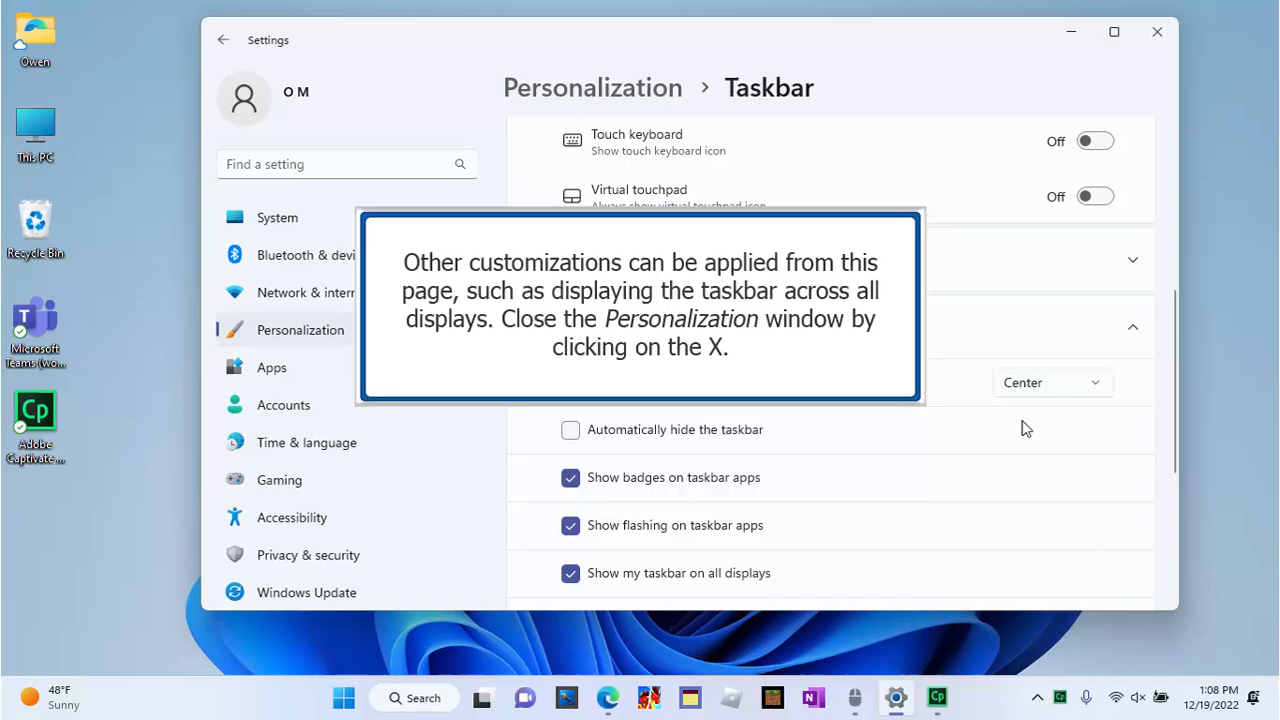 Owen
This PC
Recycle Bin
Microsoft
Teams (wo...
Adobe
Captivate ...
Settings
O M
Find a setting
System
Bluetooth & devi
Network & intern
Personalization
Apps
Accounts
Time & language
Gaming
Accessibility
Privacy & security
Windows Update
Personalization > Taskbar
Touch keyboard
Show touch keyboard icon
Off
Virtual touchpad
Always show virtual touchpad icon
Off
Other customizations can be applied from this
page, such as displaying the taskbar across all
displays. Close the Personalization window by
clicking on the X.
Center
Automatically hide the taskbar
Show badges on taskbar apps
Show flashing on taskbar apps
Show my taskbar on all displays
48°F
Sunny
Search
1:08 PM
12/19/2022